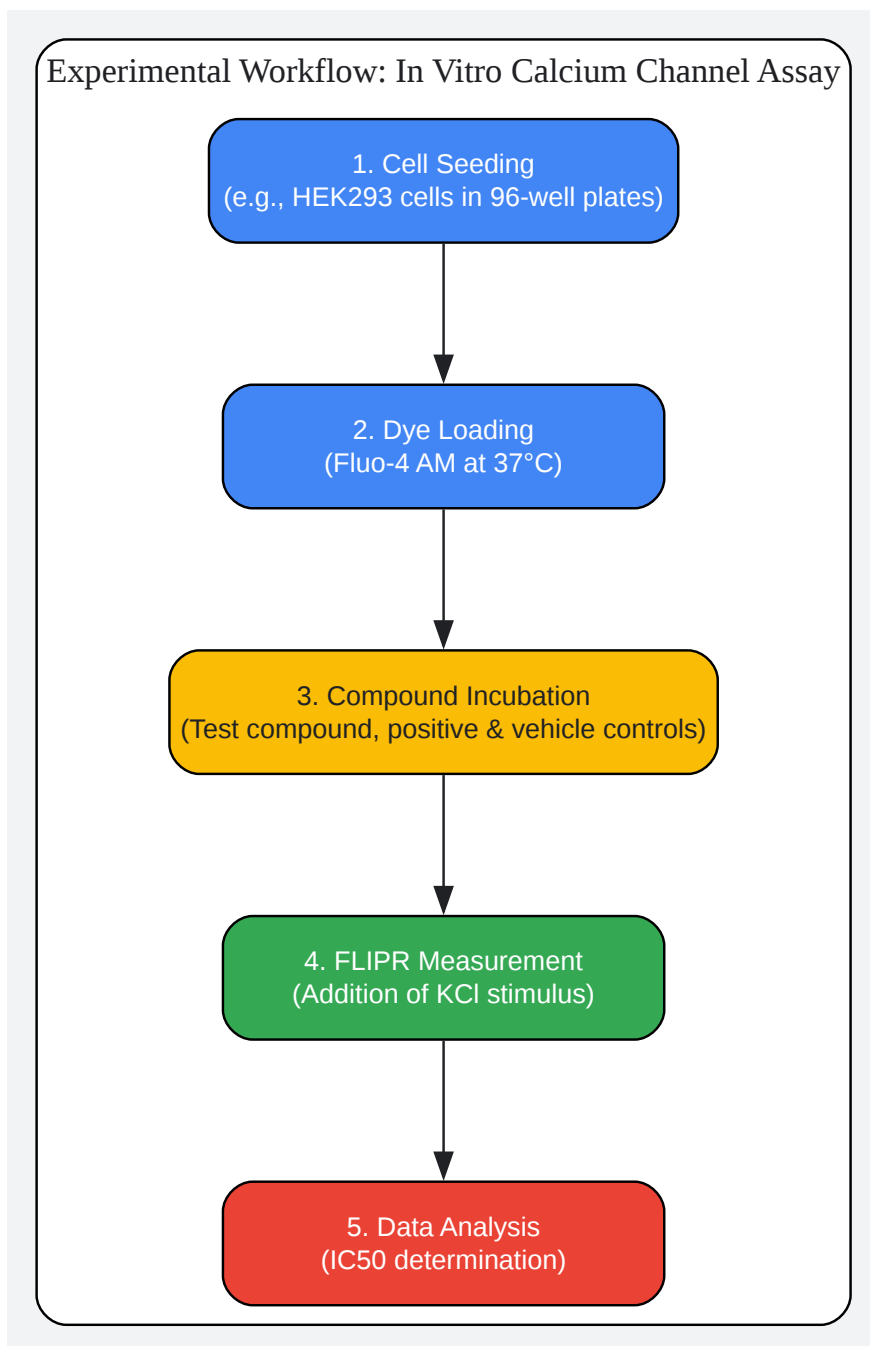 Experimental Workflow: In Vitro Calcium Channel Assay
1. Cell Seeding
(e.g., HEK293 cells in 96-well plates)
2. Dye Loading
(Fluo-4 AM at 37°C)
3. Compound Incubation
(Test compound, positive & vehicle controls)
4. FLIPR Measurement
(Addition of KCl stimulus)
5. Data Analysis
(IC50 determination)